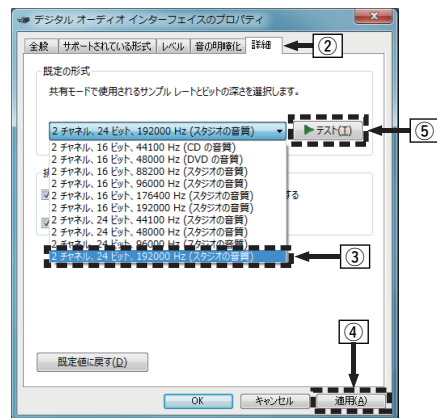 デジタル オーディオ インターフェイスのプロパティ
全般 サポートされている形式 レベル 音の明瞭化 詳細 ②
既定の形式
共有モードで使用されるサンプル レートとビットの深さを選択します。
2 チャネル、24 ビット、192000 Hz (スタジオの音質) ▶テスト(T) ⑤
2 チャネル、16 ビット、44100 Hz (CD の音質)
2 チャネル、16 ビット、48000 Hz (DVD の音質)
2 チャネル、16 ビット、88200 Hz (スタジオの音質)
2 チャネル、16 ビット、96000 Hz (スタジオの音質)
2 チャネル、16 ビット、176400 Hz (スタジオの音質) する
2 チャネル、16 ビット、192000 Hz (スタジオの音質)
2 チャネル、24 ビット、44100 Hz (スタジオの音質)
2 チャネル、24 ビット、48000 Hz (スタジオの音質)
2 チャネル、24 ビット、96000 Hz (スタジオの音質)
2 チャネル、24 ビット、192000 Hz (スタジオの音質) ③
④
既定値に戻す(D)
OK キャンセル 適用(A)